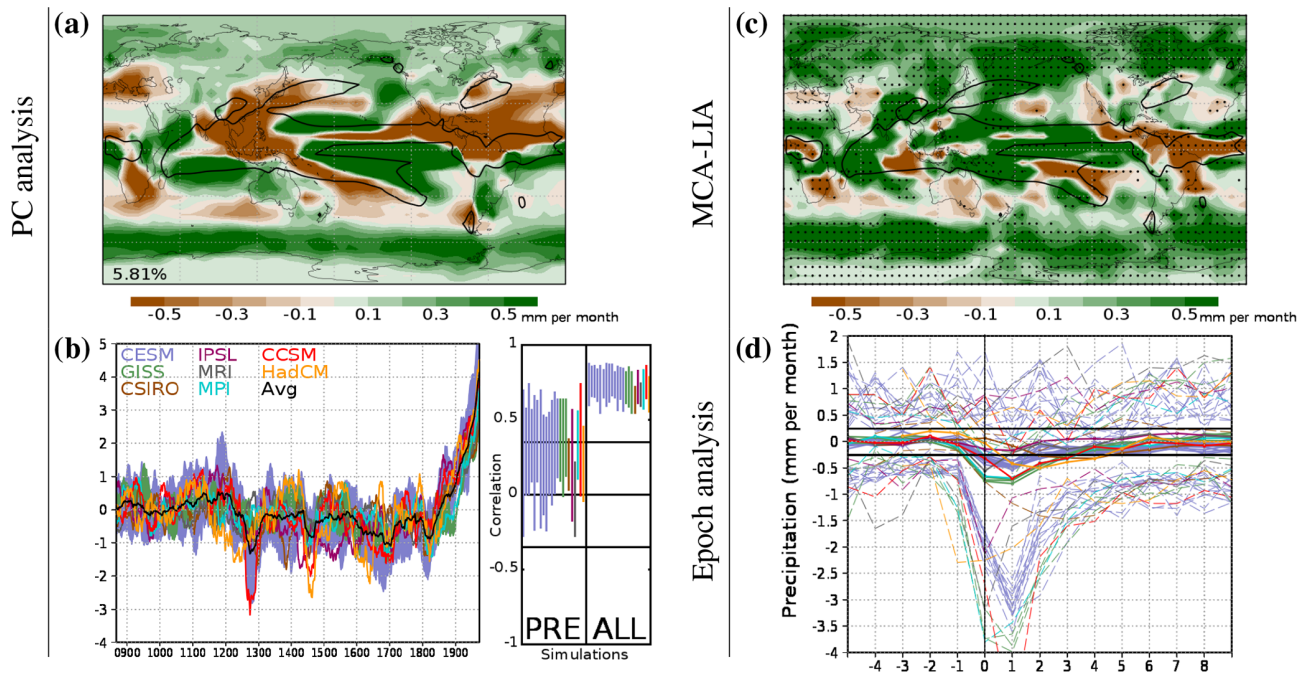 (a)
PC analysis
5.81%
-0.5 -0.3 -0.1 0.1 0.3 0.5 mm per month
(c)
MCA-LIA
-0.5 -0.3 -0.1 0.1 0.3 0.5 mm per month
(b)
5
4
3
2
1
0
-1
-2
-3
-4
CESM IPSL CCSM
GISS MRI HadCM
CSIRO MPI Avg
0900 1100 1300 1400 1500 1600 1700 1800 1900
Correlation
1
0.5
0
-0.5
-1
PRE ALL
Simulations
(d)
Epoch analysis
Precipitation (mm per month)
2
1.5
1
0.5
0
-0.5
-1
-1.5
-2
-2.5
-3
-3.5
-4
-4 -3 -2 -1 0 1 2 3 4 5 6 7 8